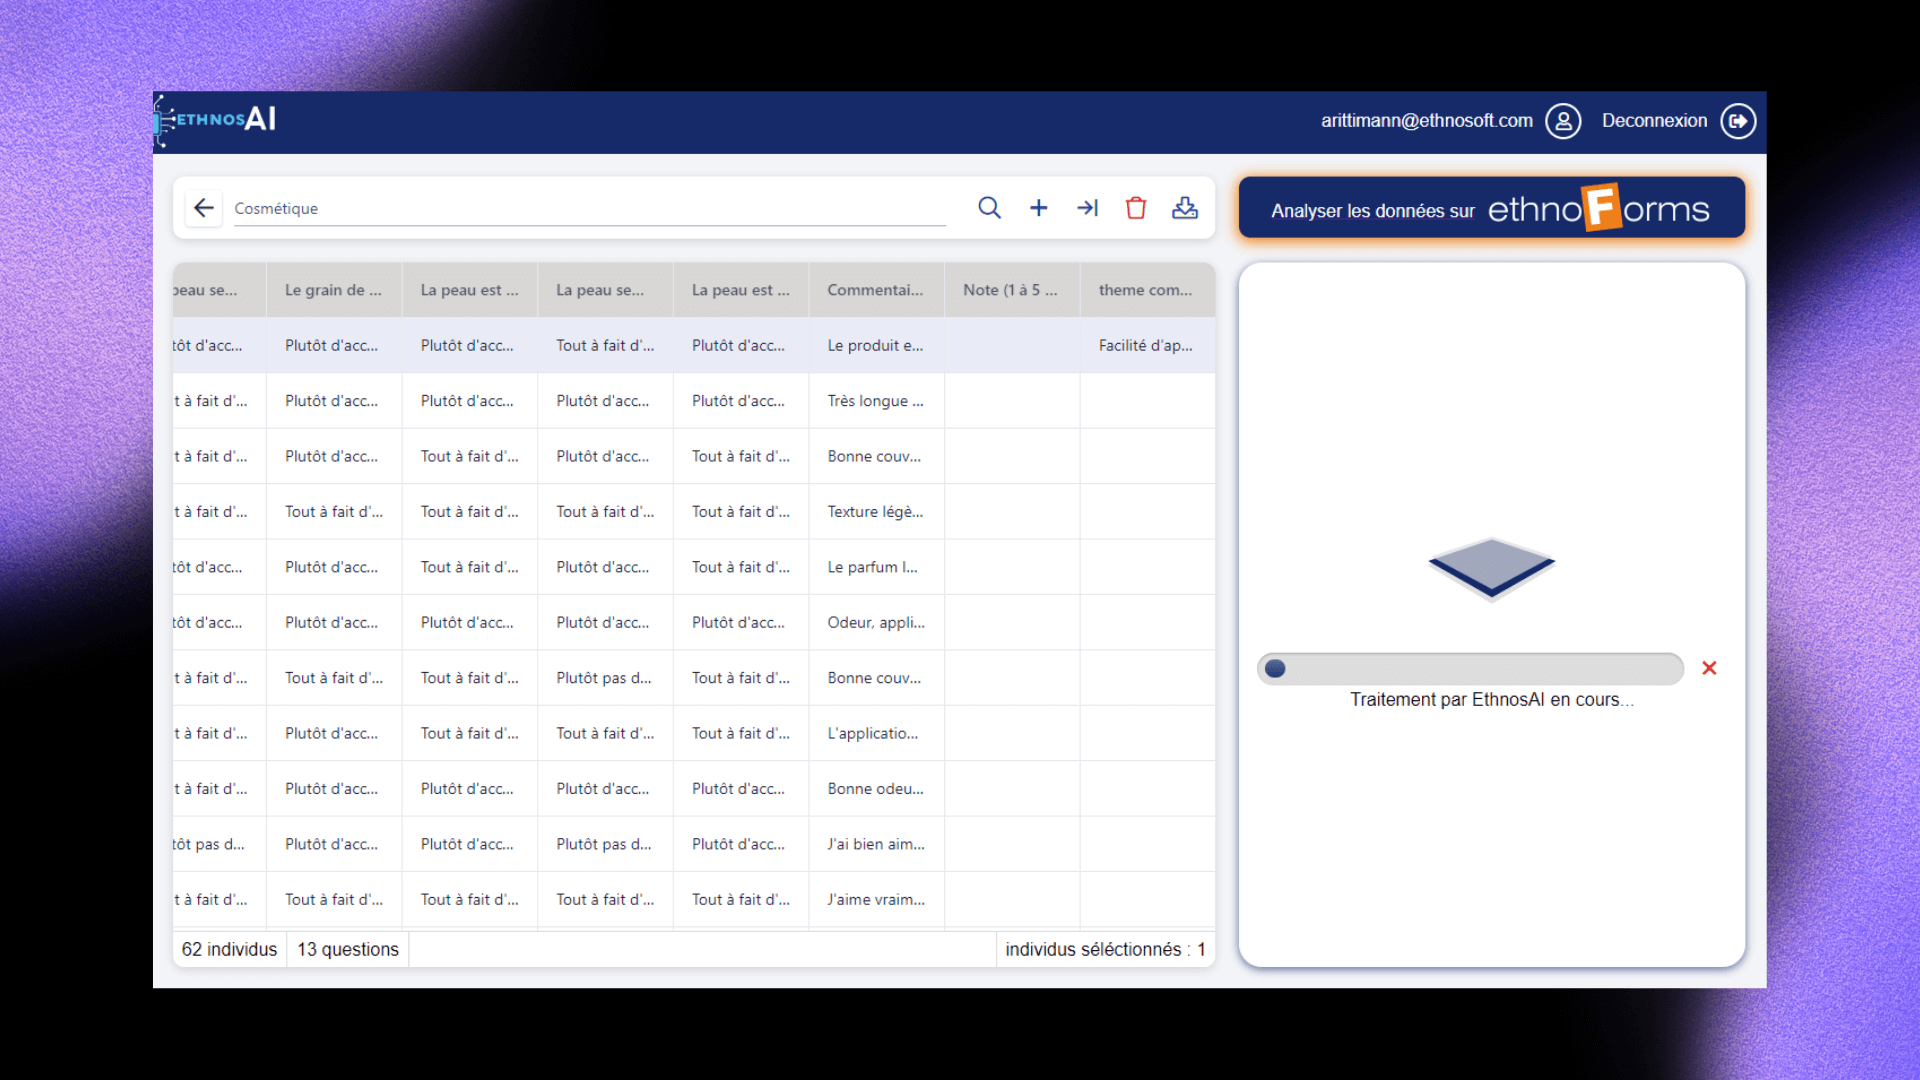 ETHNOSAI
arittimann@ethnosoft.com Deconnexion
Cosmétique
Analyser les données sur ethnoForms
peau se... Le grain de ... La peau est ... La peau se... La peau est ... Commentai... Note (1 à 5 ... theme com...
tôt d'acc... Plutôt d'acc... Plutôt d'acc... Tout à fait d'... Plutôt d'acc... Le produit e... Facilité d'ap...
t à fait d'... Plutôt d'acc... Plutôt d'acc... Plutôt d'acc... Plutôt d'acc... Très longue ...
t à fait d'... Plutôt d'acc... Tout à fait d'... Plutôt d'acc... Tout à fait d'... Bonne couv...
t à fait d'... Tout à fait d'... Tout à fait d'... Tout à fait d'... Tout à fait d'... Texture légè...
tôt d'acc... Plutôt d'acc... Tout à fait d'... Plutôt d'acc... Tout à fait d'... Le parfum l...
tôt d'acc... Plutôt d'acc... Plutôt d'acc... Plutôt d'acc... Plutôt d'acc... Odeur, appli...
t à fait d'... Tout à fait d'... Tout à fait d'... Plutôt pas d... Tout à fait d'... Bonne couv...
t à fait d'... Plutôt d'acc... Tout à fait d'... Tout à fait d'... Tout à fait d'... L'applicatio...
t à fait d'... Plutôt d'acc... Plutôt d'acc... Plutôt d'acc... Plutôt d'acc... Bonne odeu...
tôt pas d... Plutôt d'acc... Plutôt d'acc... Plutôt pas d... Plutôt d'acc... J'ai bien aim...
t à fait d'... Tout à fait d'... Tout à fait d'... Tout à fait d'... Tout à fait d'... J'aime vraim...
62 individus 13 questions individus séléctionnés : 1
Traitement par EthnosAI en cours...